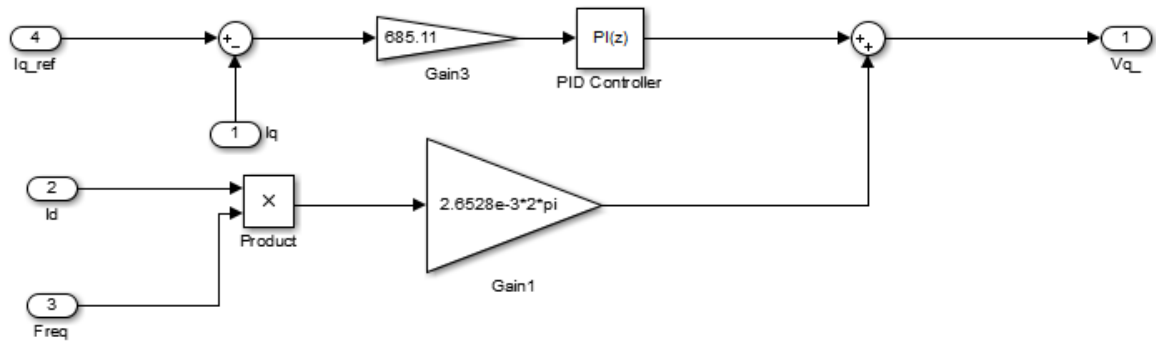 4
Iq_ref
+
−
685.11
Gain3
PI(z)
PID Controller
+
+
1
Vq_
1
Iq
2
Id
×
Product
2.6528e-3*2*pi
Gain1
3
Freq